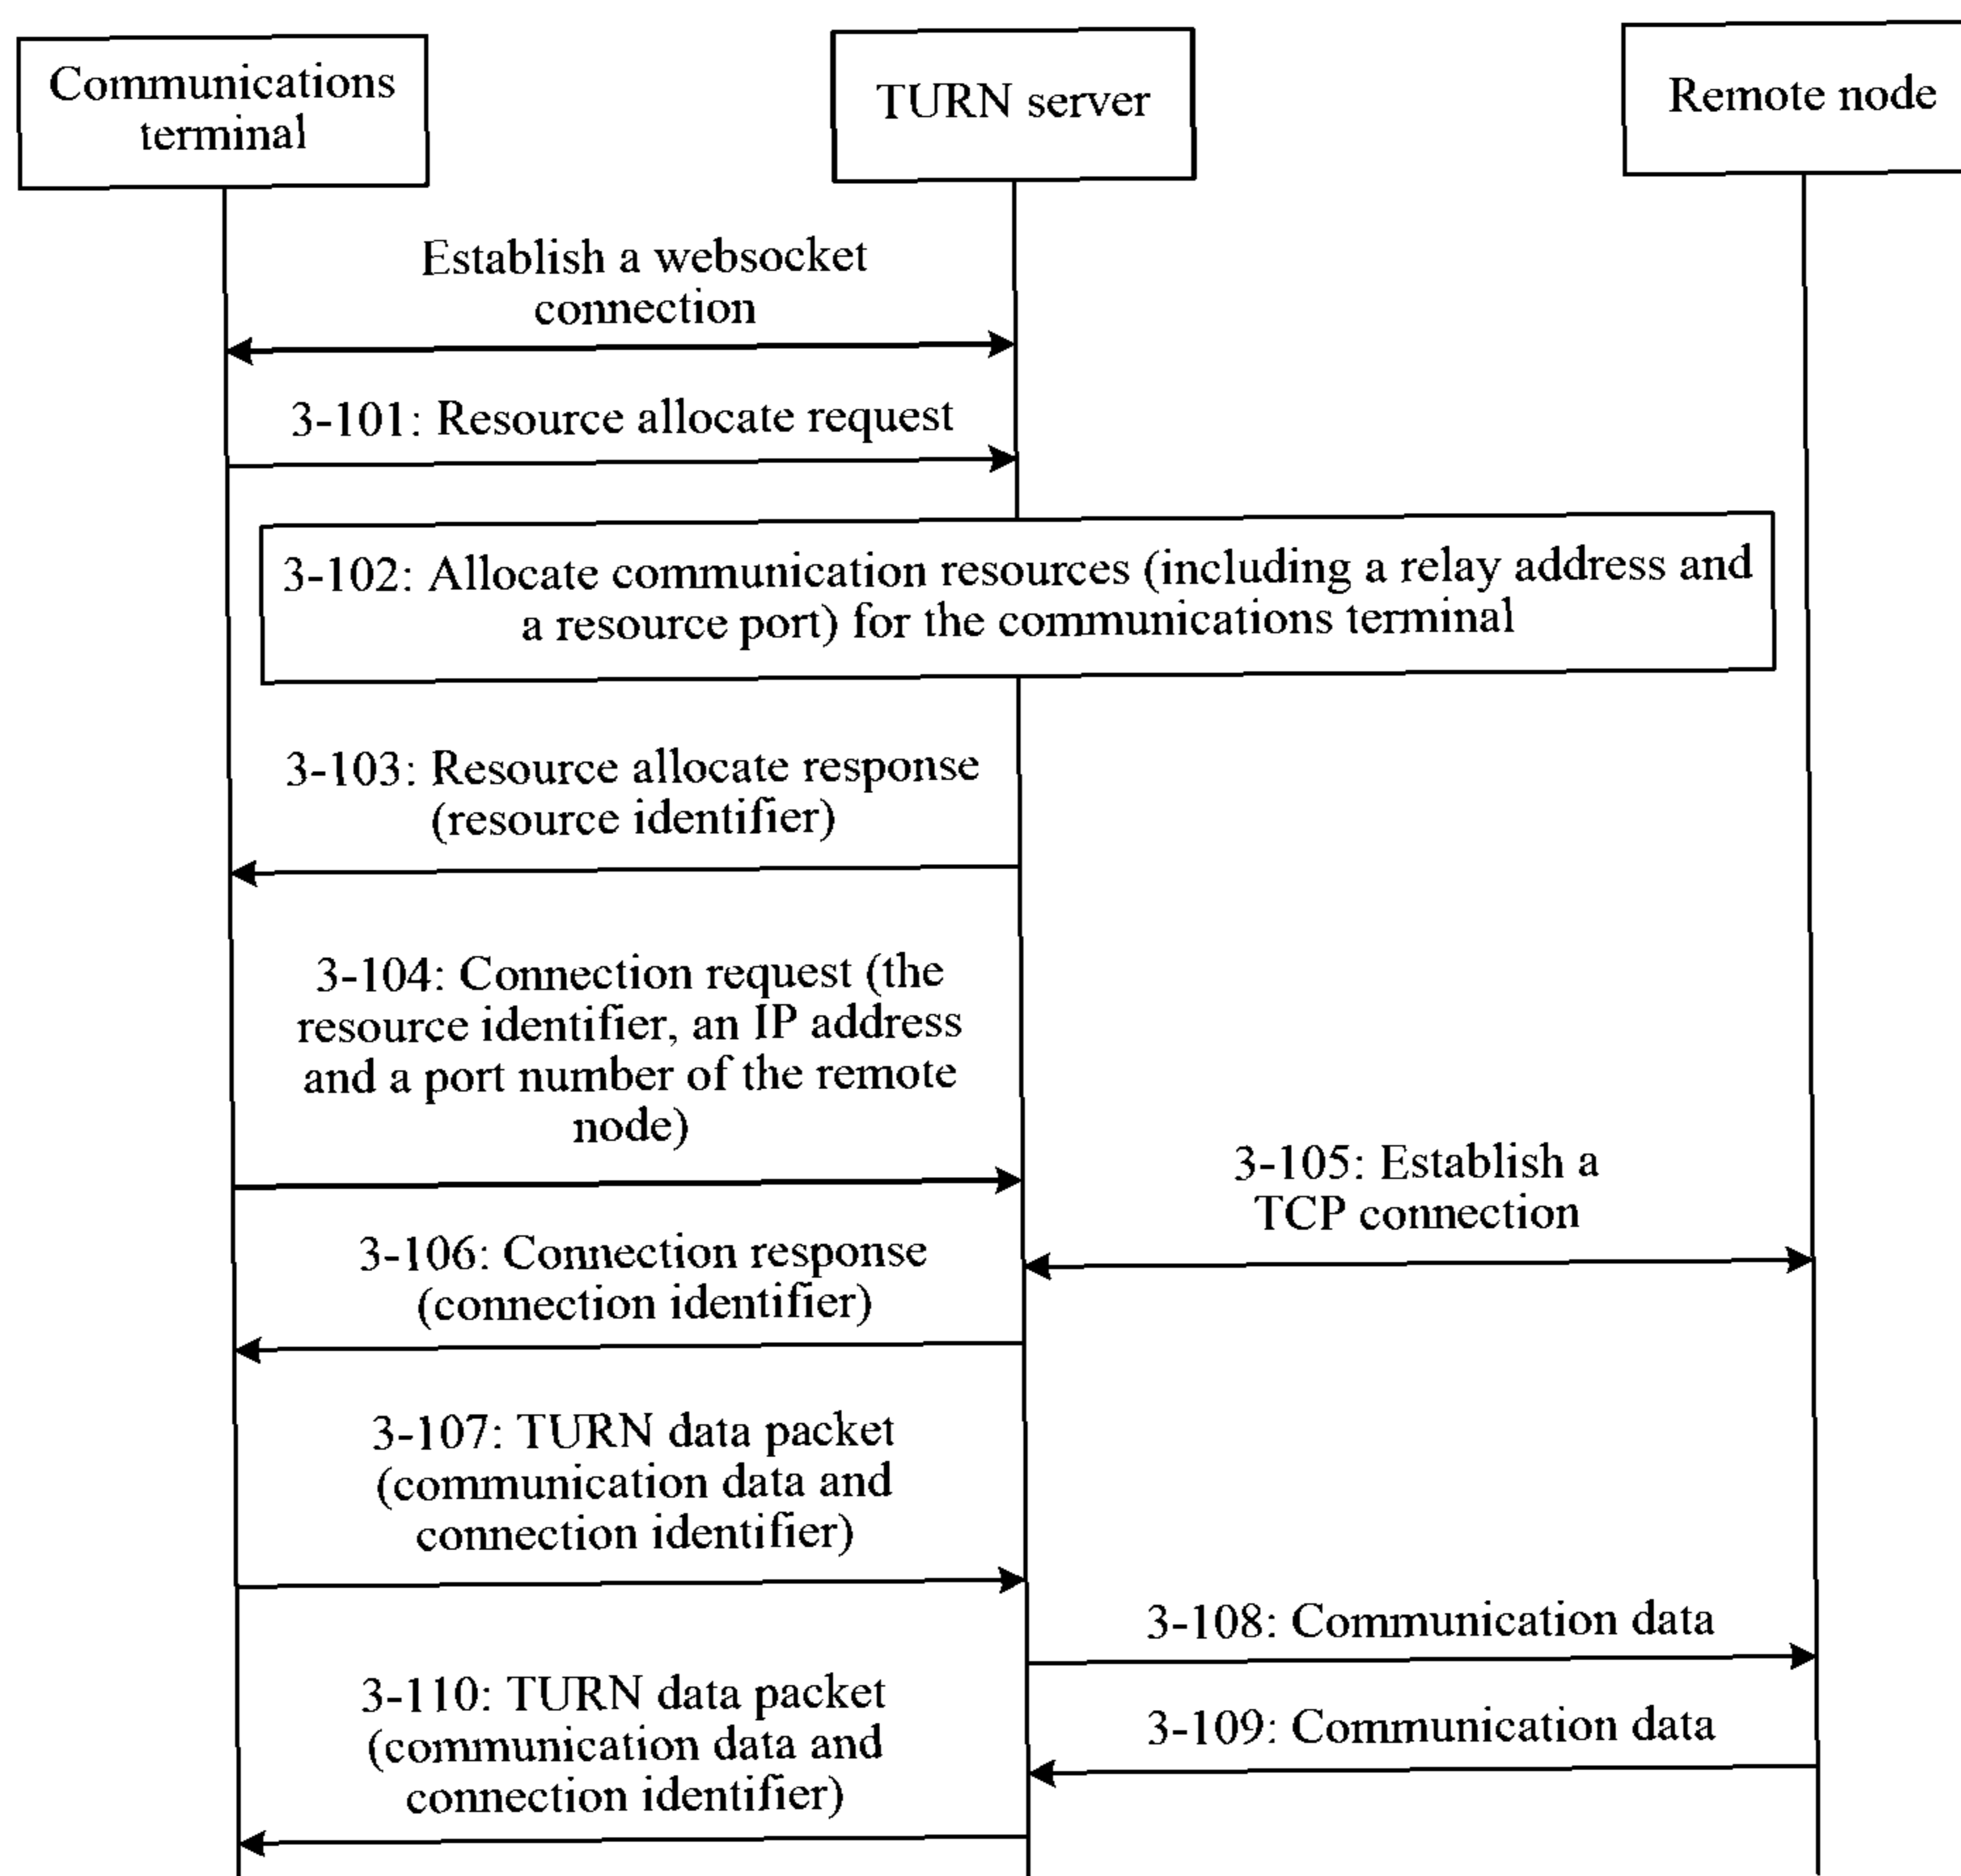 Communications
terminal
TURN server
Remote node
Establish a websocket
connection
3-101: Resource allocate request
3-102: Allocate communication resources (including a relay address and
a resource port) for the communications terminal
3-103: Resource allocate response
(resource identifier)
3-104: Connection request (the
resource identifier, an IP address
and a port number of the remote
node)
3-105: Establish a
TCP connection
3-106: Connection response
(connection identifier)
3-107: TURN data packet
(communication data and
connection identifier)
3-108: Communication data
3-109: Communication data
3-110: TURN data packet
(communication data and
connection identifier)